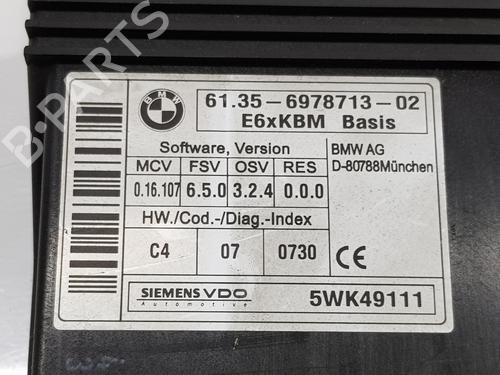 BMW
61.35 - 6978713 - 02
E6xKBM Basis
Software, Version
MCV FSV OSV RES
0.16.107 6.5.0 3.2.4 0.0.0
BMW AG
D-80788München
HW./Cod.-/Diag.-Index
C4 07 0730
CE
SIEMENS VDO
Automotive
5WK49111
B-PARTS